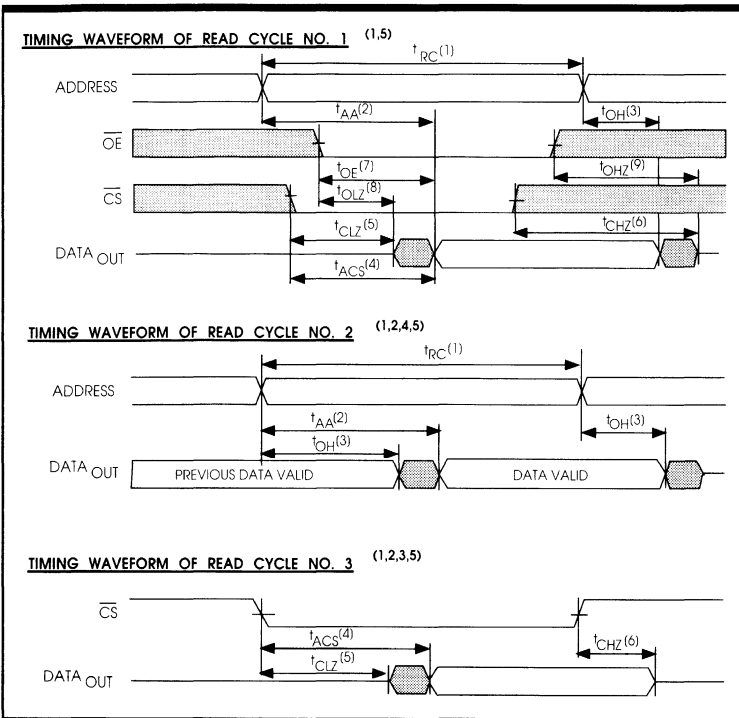 TIMING WAVEFORM OF READ CYCLE NO. 1 (1,5)
tRC(1)
ADDRESS
tAA(2)
tOH(3)
OE
tOE(7)
tOHZ(9)
tOLZ(8)
CS
tCLZ(5)
tCHZ(6)
DATA OUT
tACS(4)
TIMING WAVEFORM OF READ CYCLE NO. 2 (1,2,4,5)
tRC(1)
ADDRESS
tAA(2)
tOH(3)
tOH(3)
DATA OUT
PREVIOUS DATA VALID
DATA VALID
TIMING WAVEFORM OF READ CYCLE NO. 3 (1,2,3,5)
CS
tACS(4)
tCHZ(6)
tCLZ(5)
DATA OUT